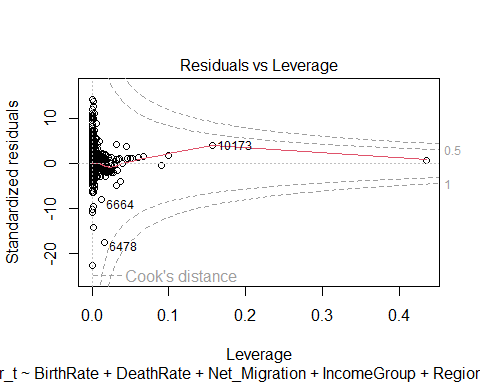 Residuals vs Leverage
Standardized residuals
10
0
-10
-20
10173
6664
6478
0.5
1
Cook's distance
0.0
0.1
0.2
0.3
0.4
Leverage
r_t ~ BirthRate + DeathRate + Net_Migration + IncomeGroup + Region